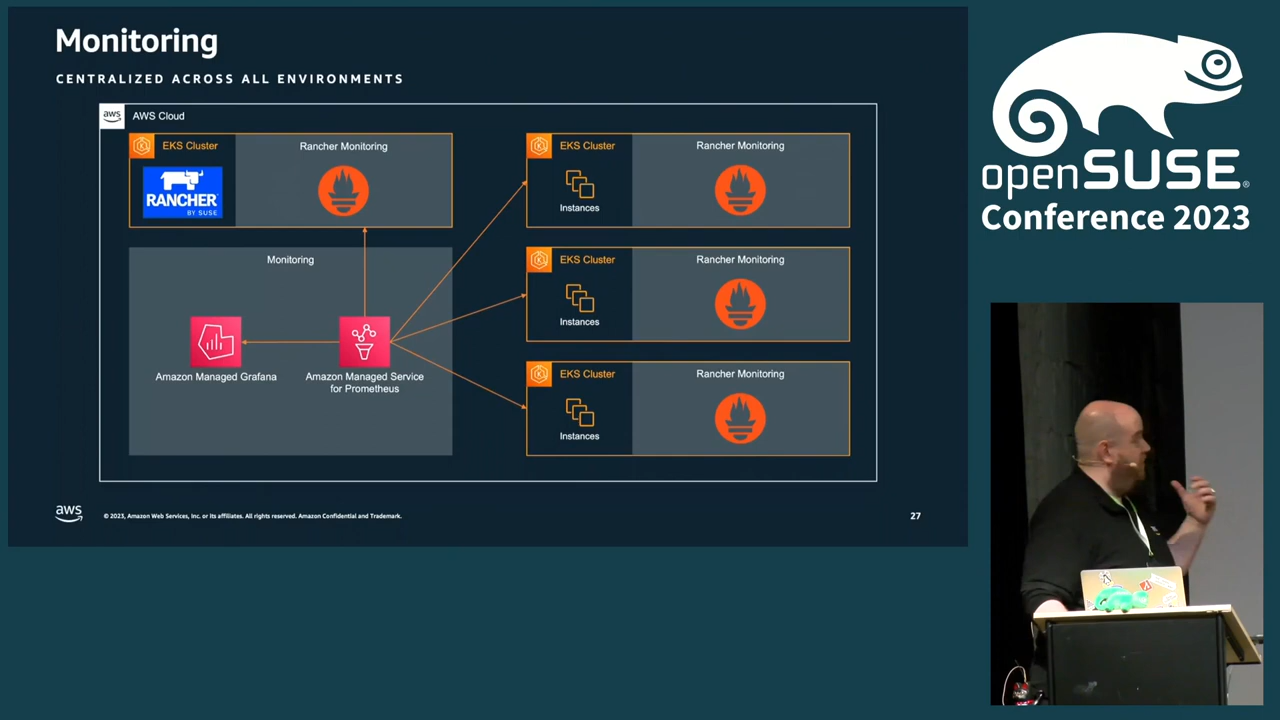 Monitoring
CENTRALIZED ACROSS ALL ENVIRONMENTS
aws
AWS Cloud
EKS Cluster
Rancher Monitoring
RANCHER
BY SUSE
Monitoring
Amazon Managed Grafana
Amazon Managed Service
for Prometheus
EKS Cluster
Rancher Monitoring
Instances
EKS Cluster
Rancher Monitoring
Instances
EKS Cluster
Rancher Monitoring
Instances
aws
© 2023, Amazon Web Services, Inc. or its affiliates. All rights reserved. Amazon Confidential and Trademark.
27
openSUSE®
Conference 2023